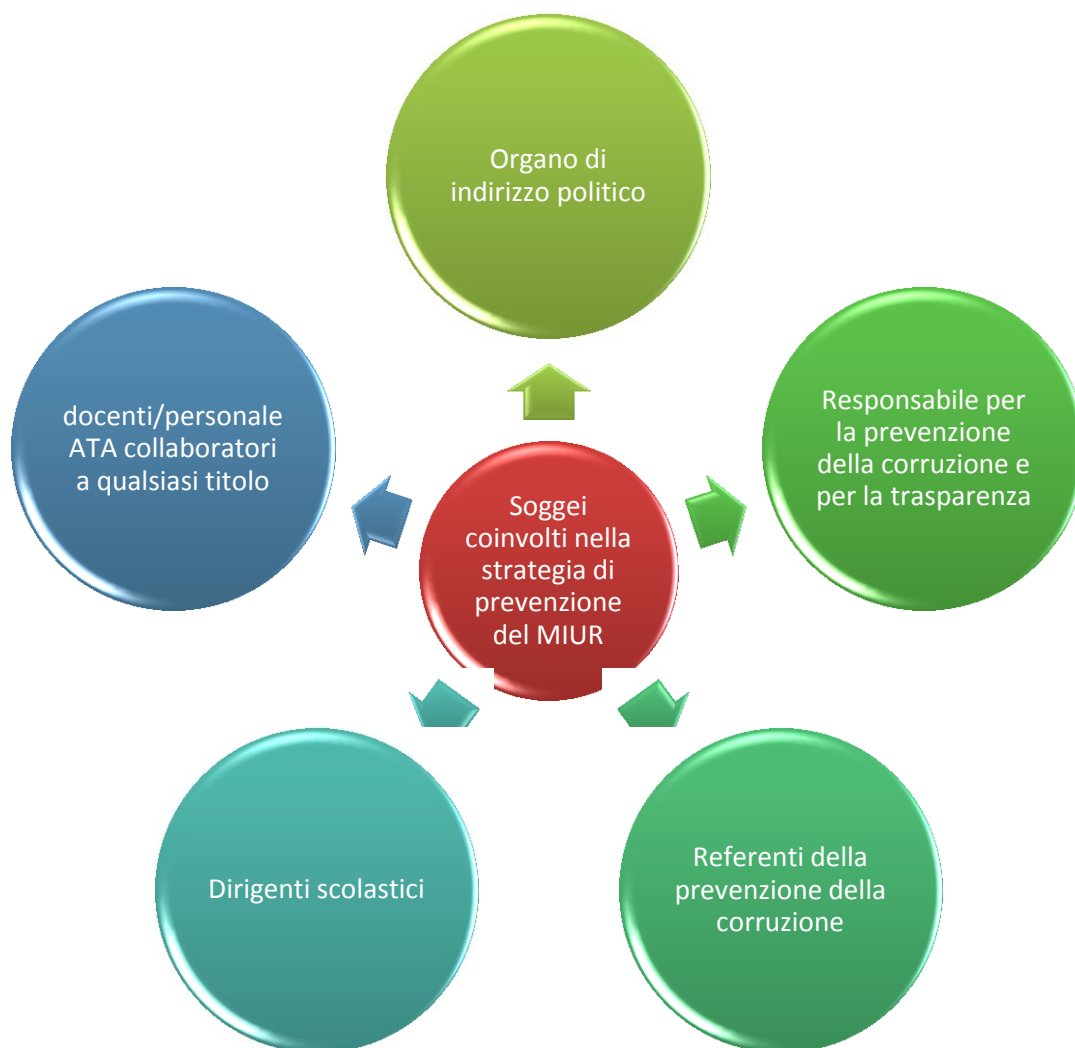 Organo di
indirizzo politico
docenti/personale
ATA collaboratori
a qualsiasi titolo
Responsabile per
la prevenzione
della corruzione e
per la trasparenza
Soggei
coinvolti nella
strategia di
prevenzione
del MIUR
Dirigenti scolastici
Referenti della
prevenzione della
corruzione